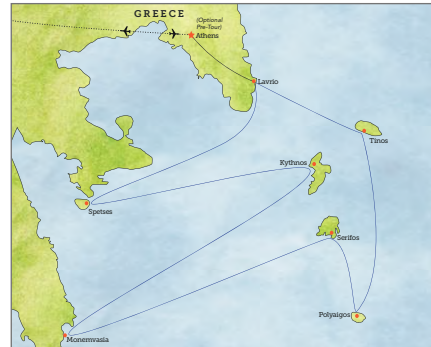 GREECE
(Optional
Pre-Tour)
Athens
Lavrio
Tinos
Kythnos
Spetses
Serifos
Polyaigos
Monemvasia